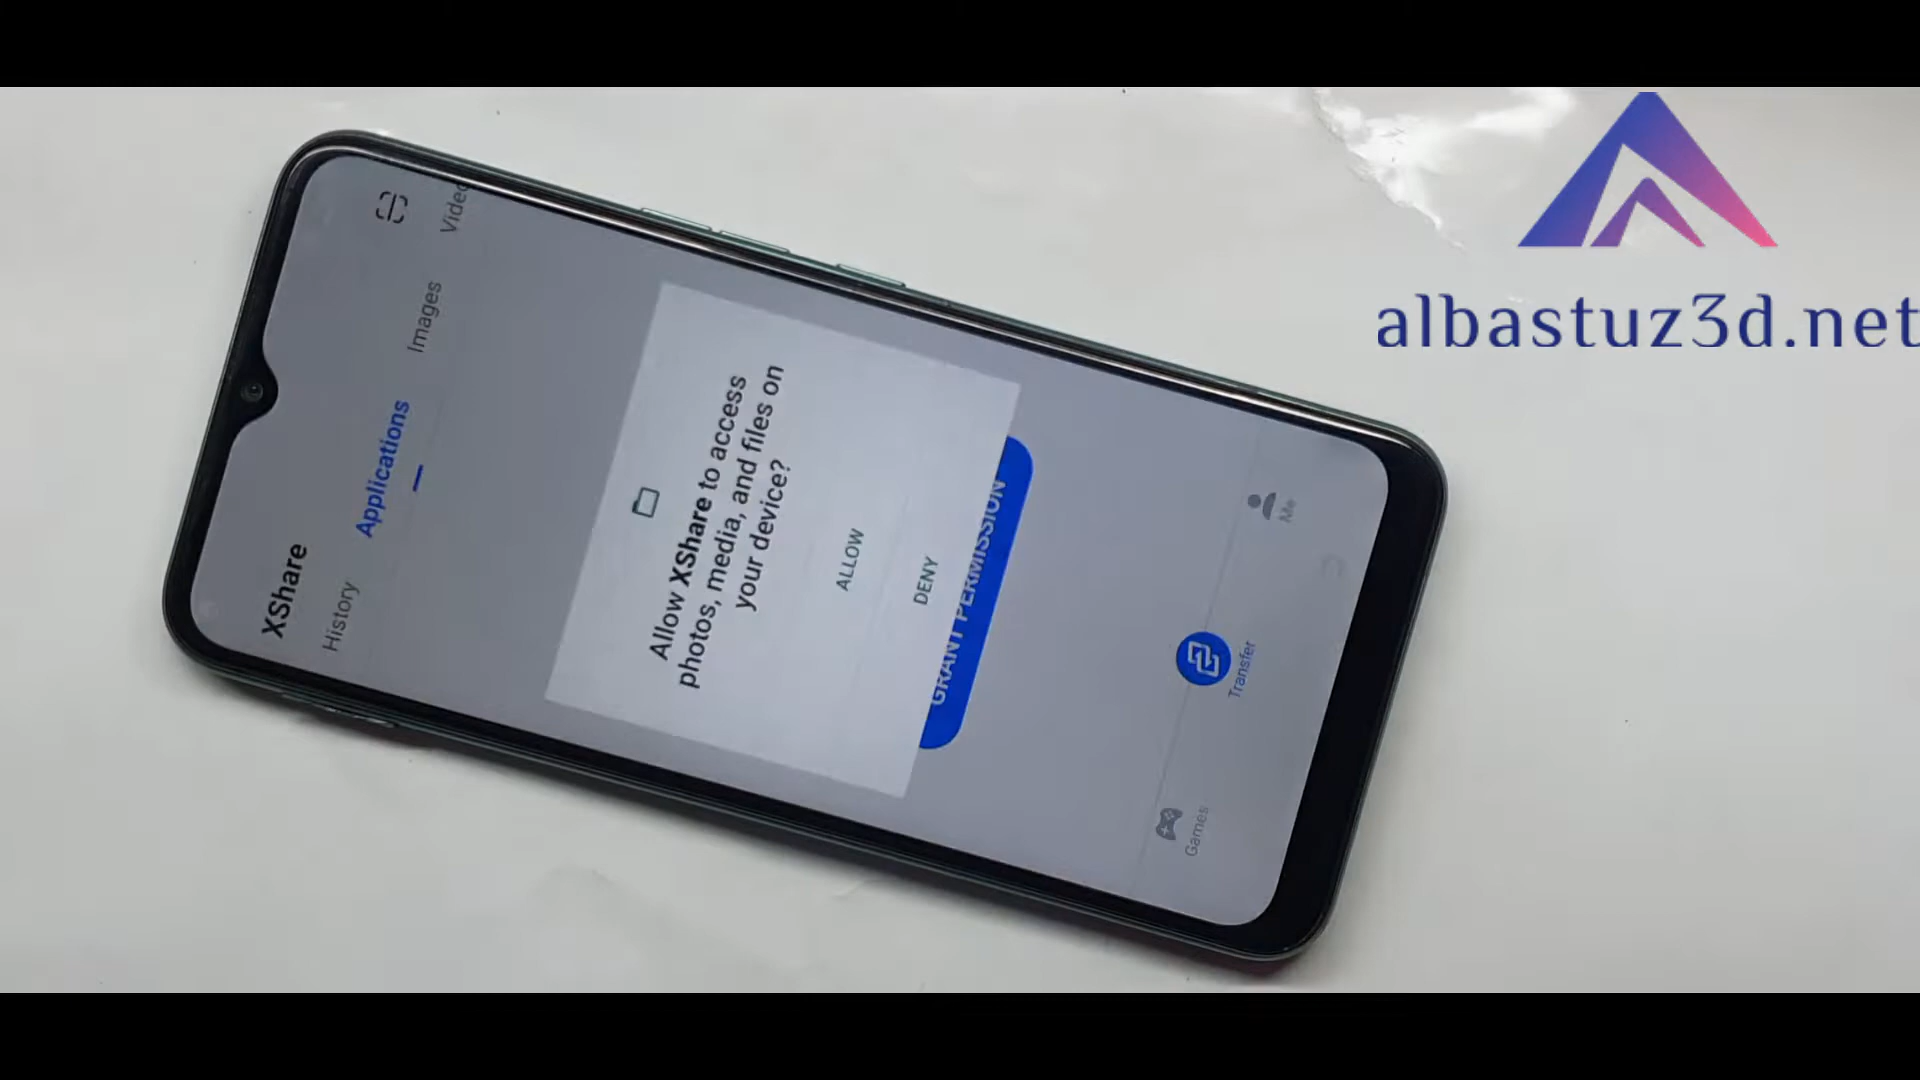 albastuz3d.net
XShare
History
Applications
Images
Allow XShare to access
photos, media, and files on
your device?
ALLOW
DENY
GRANT PERMISSION
Games
Transfer
Me